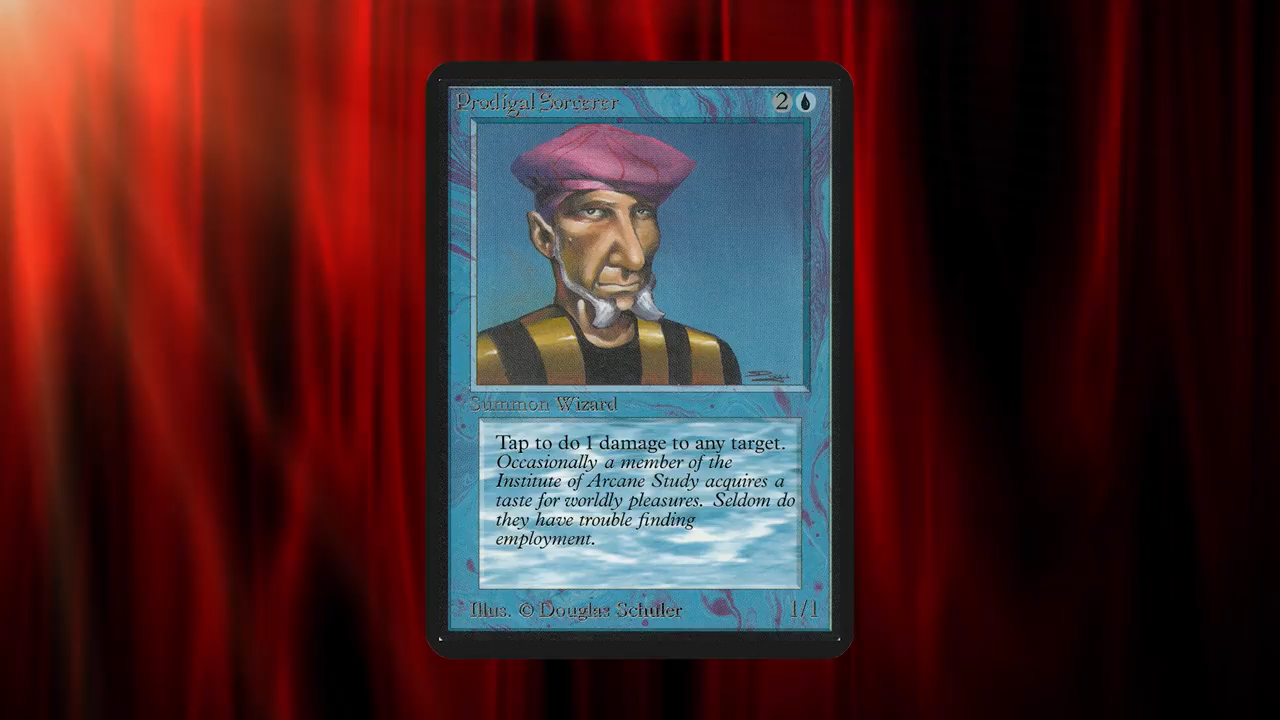 Prodigal Sorcerer 2
Summon Wizard
Tap to do 1 damage to any target.
Occasionally a member of the
Institute of Arcane Study acquires a
taste for worldly pleasures. Seldom do
they have trouble finding
employment.
Illus. © Douglas Schuler 1/1